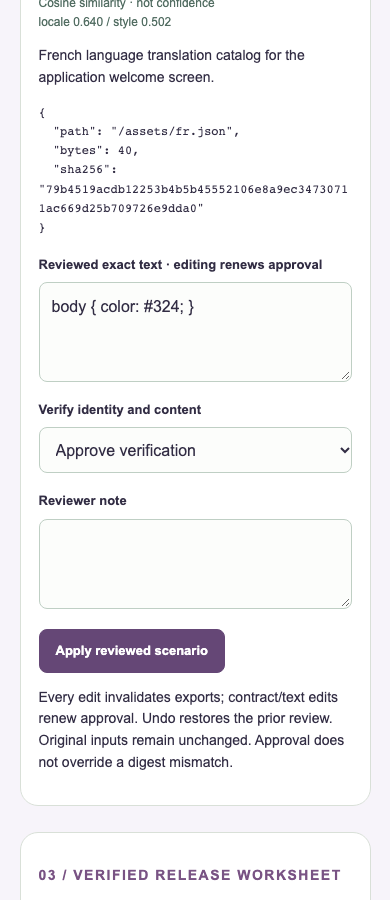 Cosine similarity · not confidence
locale 0.640 / style 0.502
French language translation catalog for the
application welcome screen.
{
  "path": "/assets/fr.json",
  "bytes": 40,
  "sha256":
"79b4519acdb12253b4b5b45552106e8a9ec3473071
1ac669d25b709726e9dda0"
}
Reviewed exact text · editing renews approval
body { color: #324; }
Verify identity and content
Approve verification
Reviewer note
Apply reviewed scenario
Every edit invalidates exports; contract/text edits
renew approval. Undo restores the prior review.
Original inputs remain unchanged. Approval does
not override a digest mismatch.
03 / VERIFIED RELEASE WORKSHEET